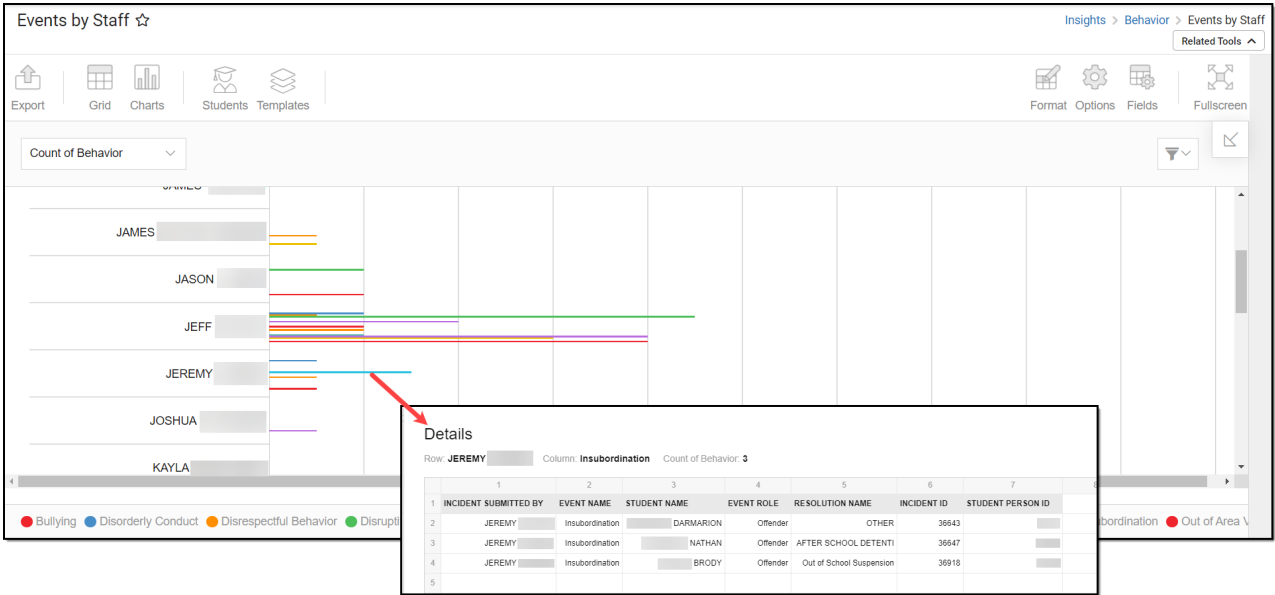 Events by Staff
Insights > Behavior > Events by Staff
Related Tools
Export Grid Charts Students Templates Format Options Fields Fullscreen
Count of Behavior
JAMES
JAMES
JASON
JEFF
JEREMY
JOSHUA
KAYLA
Bullying Disorderly Conduct Disrespectful Behavior Disrupti bordination Out of Area V
Details
Row: JEREMY Column: Insubordination Count of Behavior: 3
1 2 3 4 5 6 7
1 INCIDENT SUBMITTED BY EVENT NAME STUDENT NAME EVENT ROLE RESOLUTION NAME INCIDENT ID STUDENT PERSON ID
2 JEREMY Insubordination DARMARION Offender OTHER 36643
3 JEREMY Insubordination NATHAN Offender AFTER SCHOOL DETENTI 36647
4 JEREMY Insubordination BRODY Offender Out of School Suspension 36918
5